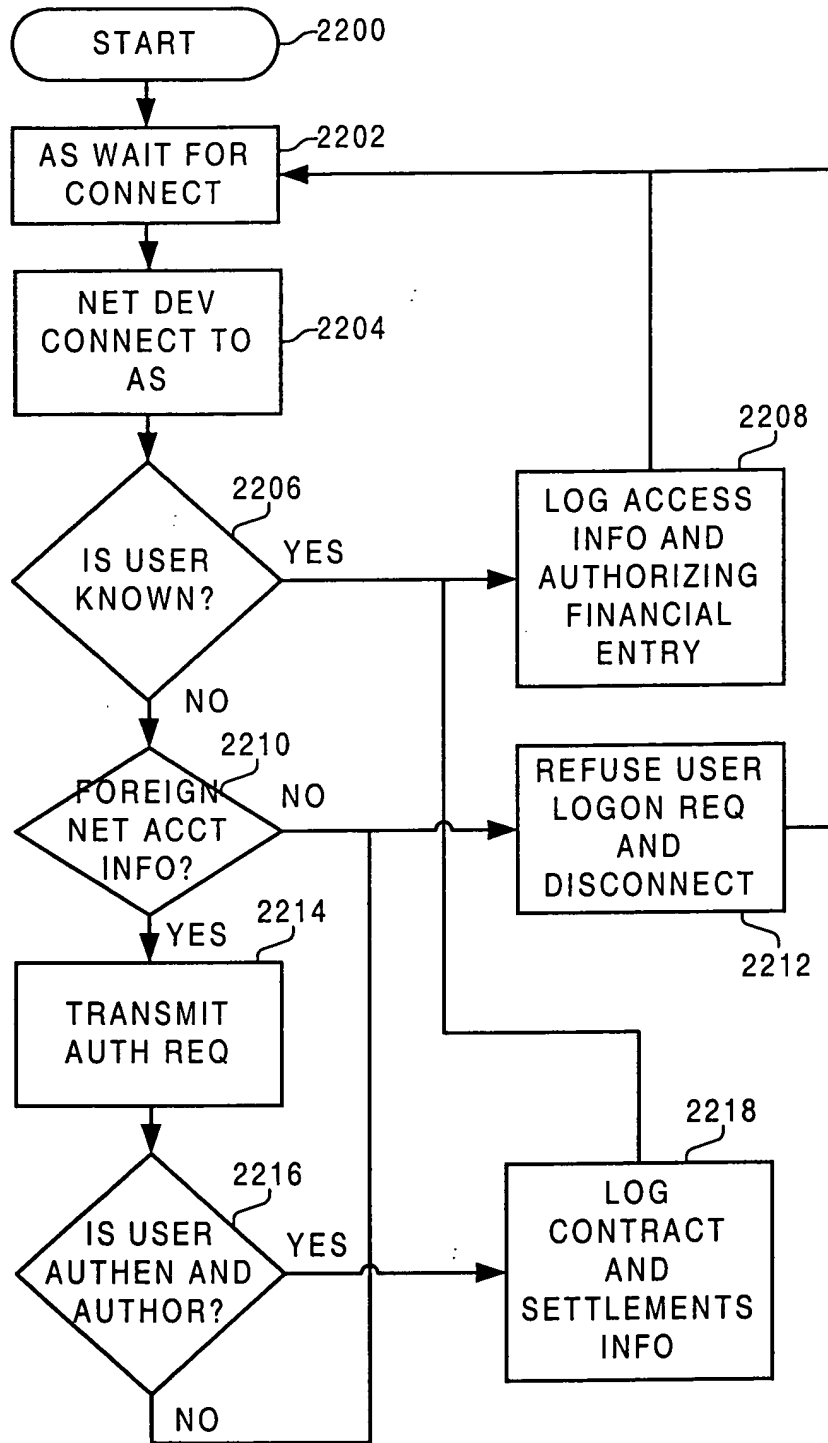 START
2200
AS WAIT FOR
CONNECT
2202
NET DEV
CONNECT TO
AS
2204
IS USER
KNOWN?
2206
YES
NO
LOG ACCESS
INFO AND
AUTHORIZING
FINANCIAL
ENTRY
2208
FOREIGN
NET ACCT
INFO?
2210
NO
YES
REFUSE USER
LOGON REQ
AND
DISCONNECT
2212
TRANSMIT
AUTH REQ
2214
IS USER
AUTHEN AND
AUTHOR?
2216
YES
NO
LOG
CONTRACT
AND
SETTLEMENTS
INFO
2218